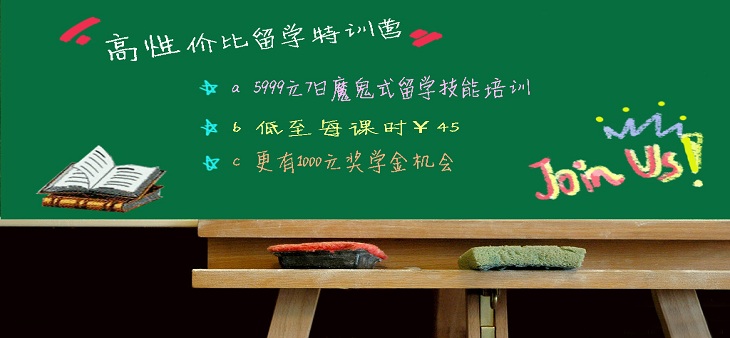 高性价比留学特训营
a 5999元7日魔鬼式留学技能培训
b 低至每课时¥45
c 更有1000元奖学金机会
Join Us!